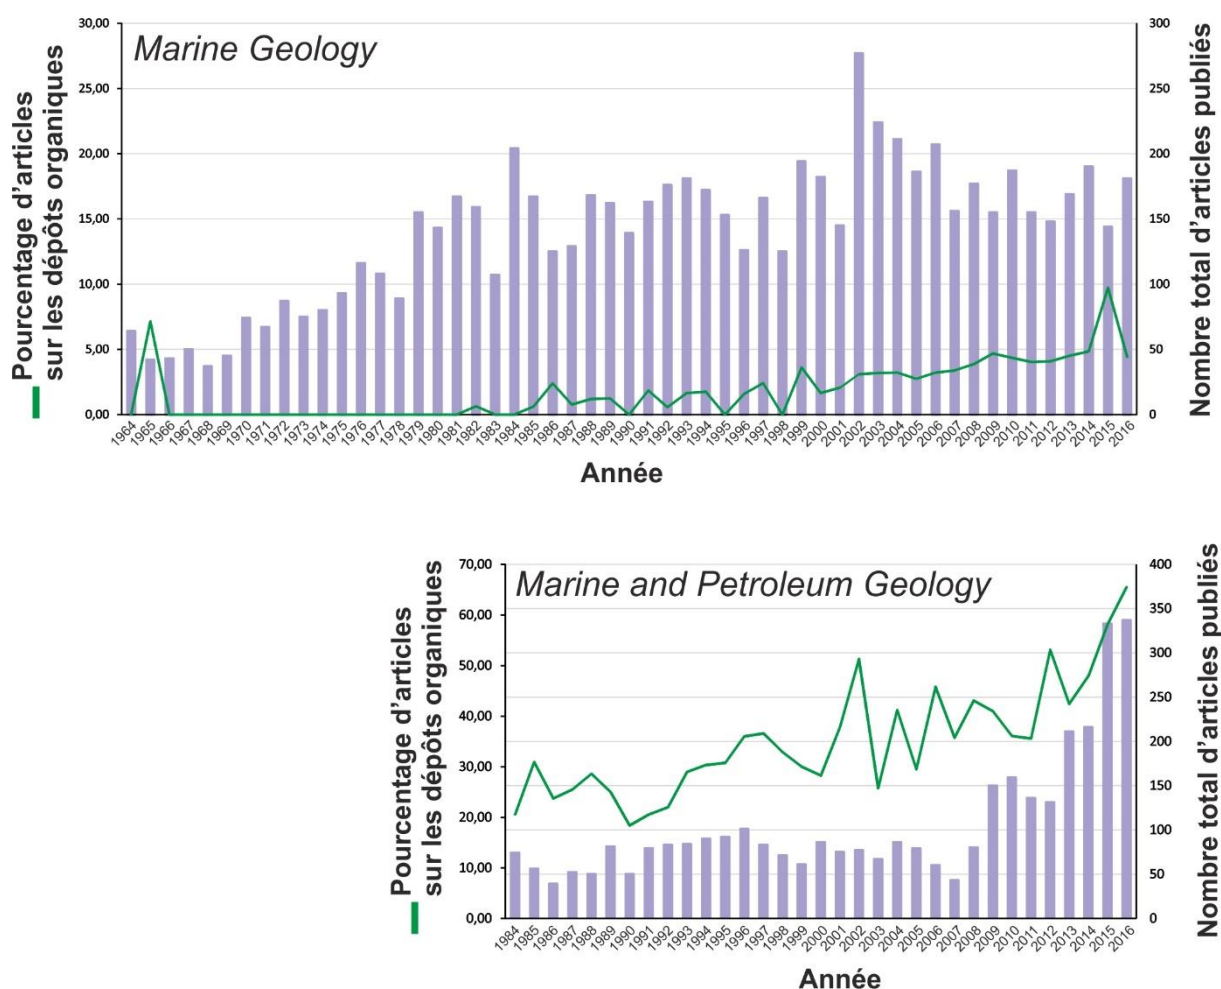 Marine Geology
Pourcentage d'articles
sur les dépôts organiques
30,00
25,00
20,00
15,00
10,00
5,00
0,00
300
250
200
150
100
50
0
Nombre total d'articles publiés
1964 1965 1966 1967 1968 1969 1970 1971 1972 1973 1974 1975 1976 1977 1978 1979 1980 1981 1982 1983 1984 1985 1986 1987 1988 1989 1990 1991 1992 1993 1994 1995 1996 1997 1998 1999 2000 2001 2002 2003 2004 2005 2006 2007 2008 2009 2010 2011 2012 2013 2014 2015 2016
Année
Marine and Petroleum Geology
Pourcentage d'articles
sur les dépôts organiques
70,00
60,00
50,00
40,00
30,00
20,00
10,00
0,00
400
350
300
250
200
150
100
50
0
Nombre total d'articles publiés
1984 1985 1986 1987 1988 1989 1990 1991 1992 1993 1994 1995 1996 1997 1998 1999 2000 2001 2002 2003 2004 2005 2006 2007 2008 2009 2010 2011 2012 2013 2014 2015 2016
Année